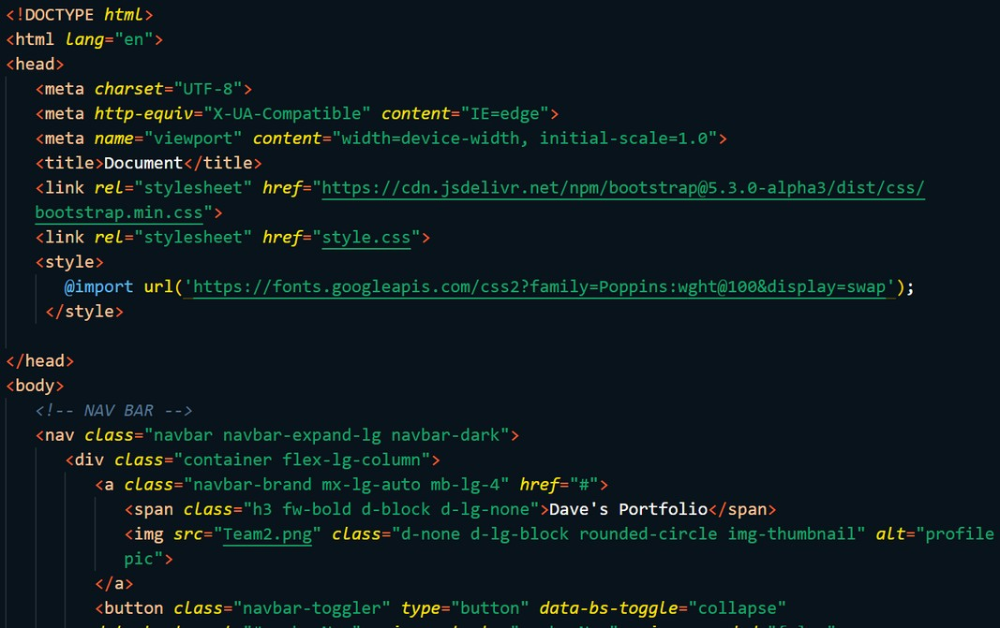 <!DOCTYPE html>
<html lang="en">
<head>
<meta charset="UTF-8">
<meta http-equiv="X-UA-Compatible" content="IE=edge">
<meta name="viewport" content="width=device-width, initial-scale=1.0">
<title>Document</title>
<link rel="stylesheet" href="https://cdn.jsdelivr.net/npm/bootstrap@5.3.0-alpha3/dist/css/
bootstrap.min.css">
<link rel="stylesheet" href="style.css">
<style>
@import url('https://fonts.googleapis.com/css2?family=Poppins:wght@100&display=swap');
</style>
</head>
<body>
<!-- NAV BAR -->
<nav class="navbar navbar-expand-lg navbar-dark">
<div class="container flex-lg-column">
<a class="navbar-brand mx-lg-auto mb-lg-4" href="#">
<span class="h3 fw-bold d-block d-lg-none">Dave's Portfolio</span>
<img src="Team2.png" class="d-none d-lg-block rounded-circle img-thumbnail" alt="profile
pic">
</a>
<button class="navbar-toggler" type="button" data-bs-toggle="collapse"